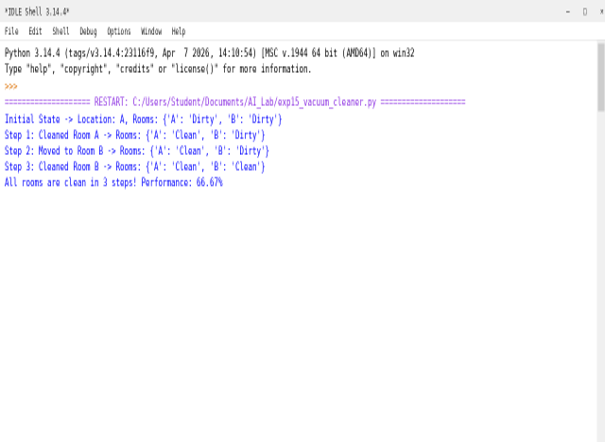 *IDLE Shell 3.14.4*
File Edit Shell Debug Options Window Help
Python 3.14.4 (tags/v3.14.4:23116f9, Apr  7 2026, 14:10:54) [MSC v.1944 64 bit (AMD64)] on win32
Type "help", "copyright", "credits" or "license()" for more information.
>>>
==================== RESTART: C:/Users/Student/Documents/AI_Lab/exp15_vacuum_cleaner.py ====================
Initial State -> Location: A, Rooms: {'A': 'Dirty', 'B': 'Dirty'}
Step 1: Cleaned Room A -> Rooms: {'A': 'Clean', 'B': 'Dirty'}
Step 2: Moved to Room B -> Rooms: {'A': 'Clean', 'B': 'Dirty'}
Step 3: Cleaned Room B -> Rooms: {'A': 'Clean', 'B': 'Clean'}
All rooms are clean in 3 steps! Performance: 66.67%